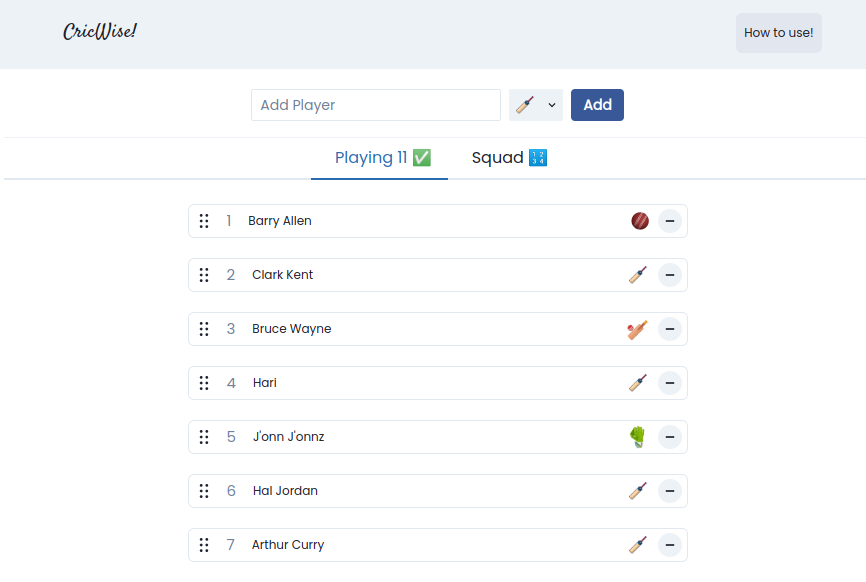 CricWise!
How to use!
Add Player
Add
Playing 11 ✅
Squad 🔢
1 Barry Allen
2 Clark Kent
3 Bruce Wayne
4 Hari
5 J'onn J'onnz
6 Hal Jordan
7 Arthur Curry